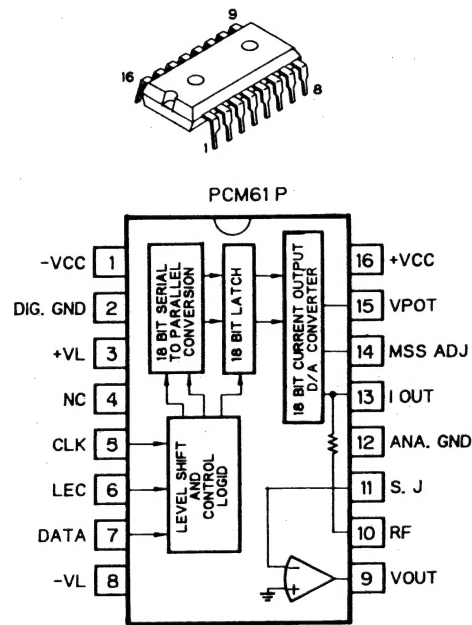 9
16
8
1
PCM61P
-VCC 1
DIG. GND 2
+VL 3
NC 4
CLK 5
LEC 6
DATA 7
-VL 8
18 BIT SERIAL
TO PARALLEL
CONVERSION
18 BIT LATCH
18 BIT CURRENT OUTPUT
D/A CONVERTER
LEVEL SHIFT
AND
CONTROL
LOGID
16 +VCC
15 VPOT
14 MSS ADJ
13 I OUT
12 ANA. GND
11 S. J
10 RF
9 VOUT
−
+